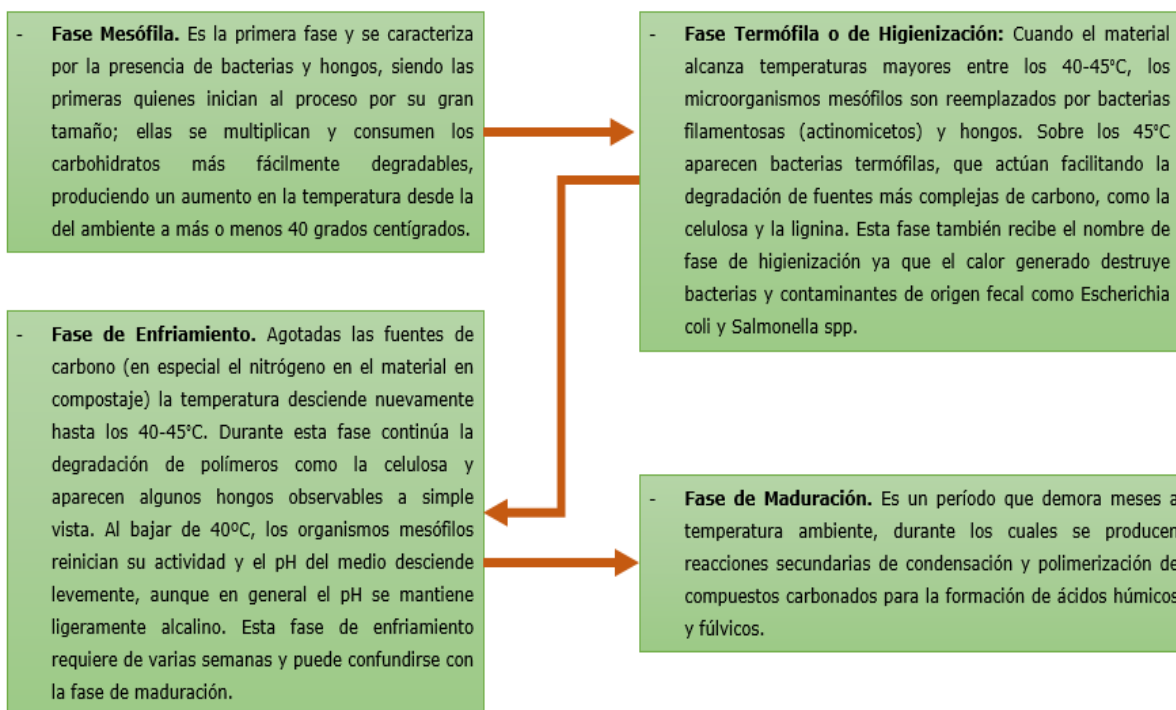 - Fase Mesófila. Es la primera fase y se caracteriza
por la presencia de bacterias y hongos, siendo las
primeras quienes inician al proceso por su gran
tamaño; ellas se multiplican y consumen los
carbohidratos más fácilmente degradables,
produciendo un aumento en la temperatura desde la
del ambiente a más o menos 40 grados centígrados.
- Fase Termófila o de Higienización: Cuando el material
alcanza temperaturas mayores entre los 40-45°C, los
microorganismos mesófilos son reemplazados por bacterias
filamentosas (actinomicetos) y hongos. Sobre los 45°C
aparecen bacterias termófilas, que actúan facilitando la
degradación de fuentes más complejas de carbono, como la
celulosa y la lignina. Esta fase también recibe el nombre de
fase de higienización ya que el calor generado destruye
bacterias y contaminantes de origen fecal como Escherichia
coli y Salmonella spp.
- Fase de Enfriamiento. Agotadas las fuentes de
carbono (en especial el nitrógeno en el material en
compostaje) la temperatura desciende nuevamente
hasta los 40-45°C. Durante esta fase continúa la
degradación de polímeros como la celulosa y
aparecen algunos hongos observables a simple
vista. Al bajar de 40ºC, los organismos mesófilos
reinician su actividad y el pH del medio desciende
levemente, aunque en general el pH se mantiene
ligeramente alcalino. Esta fase de enfriamiento
requiere de varias semanas y puede confundirse con
la fase de maduración.
- Fase de Maduración. Es un período que demora meses a
temperatura ambiente, durante los cuales se producen
reacciones secundarias de condensación y polimerización de
compuestos carbonados para la formación de ácidos húmicos
y fúlvicos.